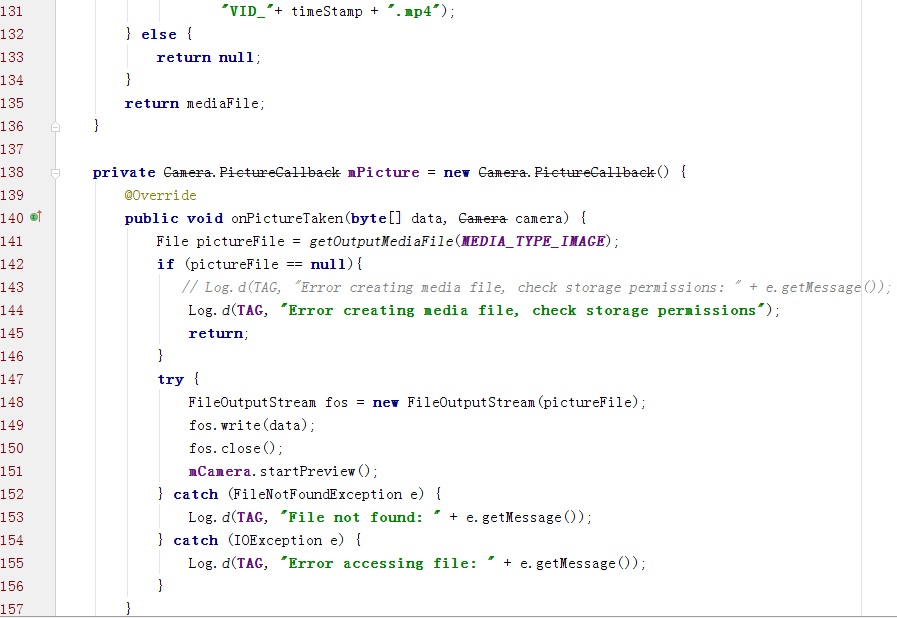 131 "VID_"+ timeStamp + ".mp4");
132 } else {
133 return null;
134 }
135 return mediaFile;
136 }
137
138 private Camera.PictureCallback mPicture = new Camera.PictureCallback() {
139 @Override
140 public void onPictureTaken(byte[] data, Camera camera) {
141 File pictureFile = getOutputMediaFile(MEDIA_TYPE_IMAGE);
142 if (pictureFile == null){
143 // Log.d(TAG, "Error creating media file, check storage permissions: " + e.getMessage());
144 Log.d(TAG, "Error creating media file, check storage permissions");
145 return;
146 }
147 try {
148 FileOutputStream fos = new FileOutputStream(pictureFile);
149 fos.write(data);
150 fos.close();
151 mCamera.startPreview();
152 } catch (FileNotFoundException e) {
153 Log.d(TAG, "File not found: " + e.getMessage());
154 } catch (IOException e) {
155 Log.d(TAG, "Error accessing file: " + e.getMessage());
156 }
157 }